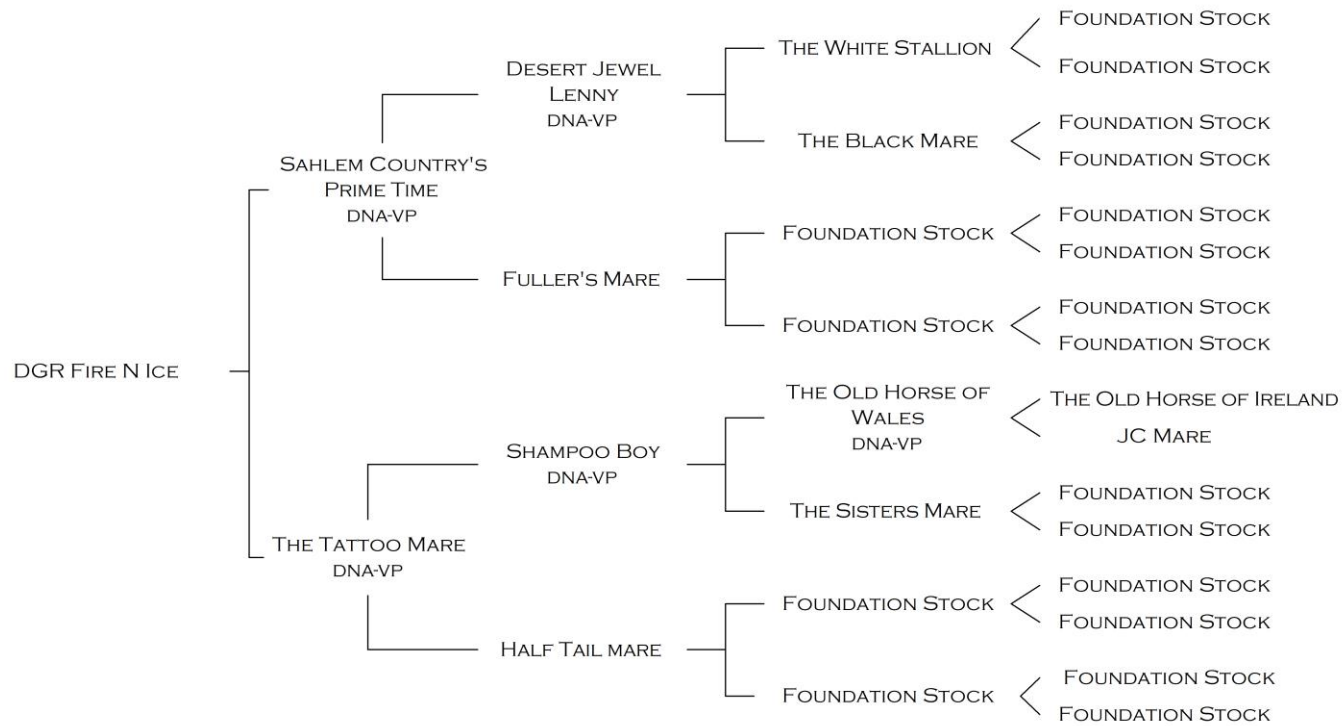 Foundation Stock
The White Stallion
Foundation Stock
Desert Jewel
Lenny
DNA-VP
Foundation Stock
The Black Mare
Foundation Stock
Sahlem Country's
Prime Time
DNA-VP
Foundation Stock
Foundation Stock
Foundation Stock
Fuller's Mare
Foundation Stock
Foundation Stock
Foundation Stock
DGR Fire N Ice
The Old Horse of
Wales
DNA-VP
The Old Horse of Ireland
JC Mare
Shampoo Boy
DNA-VP
Foundation Stock
The Sisters Mare
Foundation Stock
The Tattoo Mare
DNA-VP
Foundation Stock
Foundation Stock
Foundation Stock
Half Tail mare
Foundation Stock
Foundation Stock
Foundation Stock